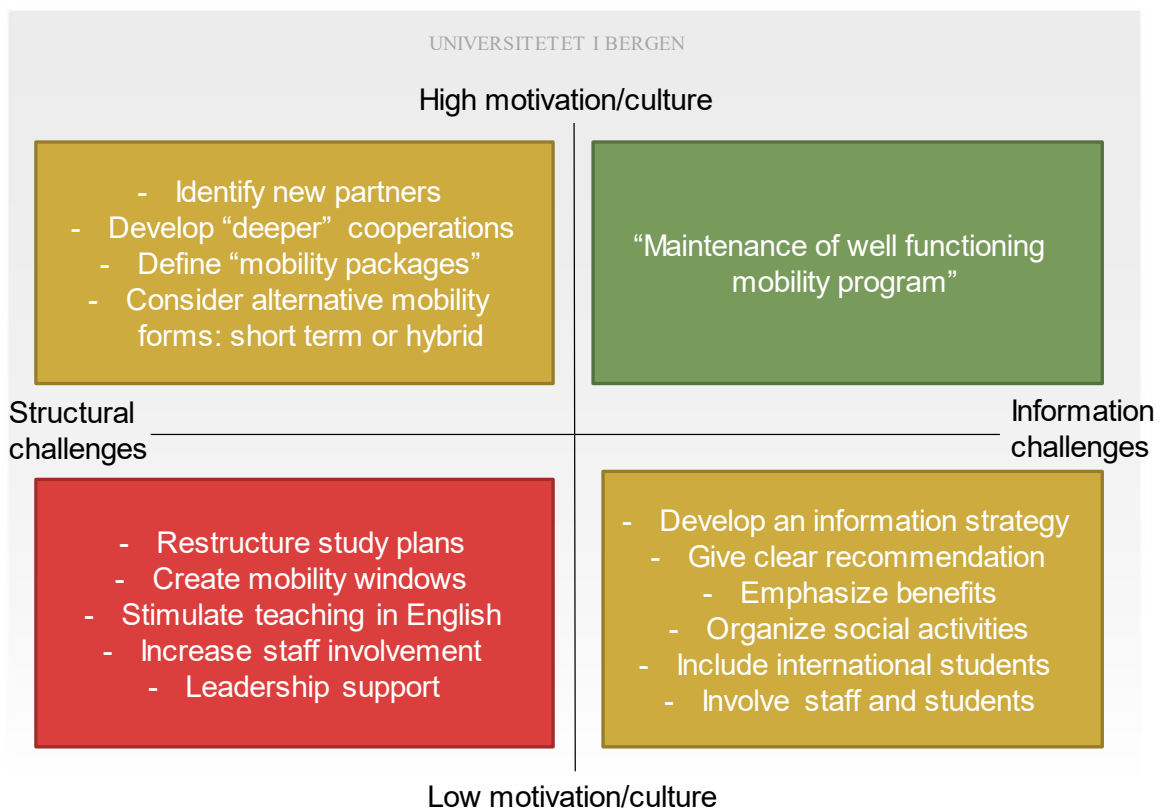 UNIVERSITETET I BERGEN
High motivation/culture
- Identify new partners
- Develop “deeper” cooperations
- Define “mobility packages”
- Consider alternative mobility
forms: short term or hybrid
“Maintenance of well functioning
mobility program”
Structural
challenges
Information
challenges
- Restructure study plans
- Create mobility windows
- Stimulate teaching in English
- Increase staff involvement
- Leadership support
- Develop an information strategy
- Give clear recommendation
- Emphasize benefits
- Organize social activities
- Include international students
- Involve staff and students
Low motivation/culture